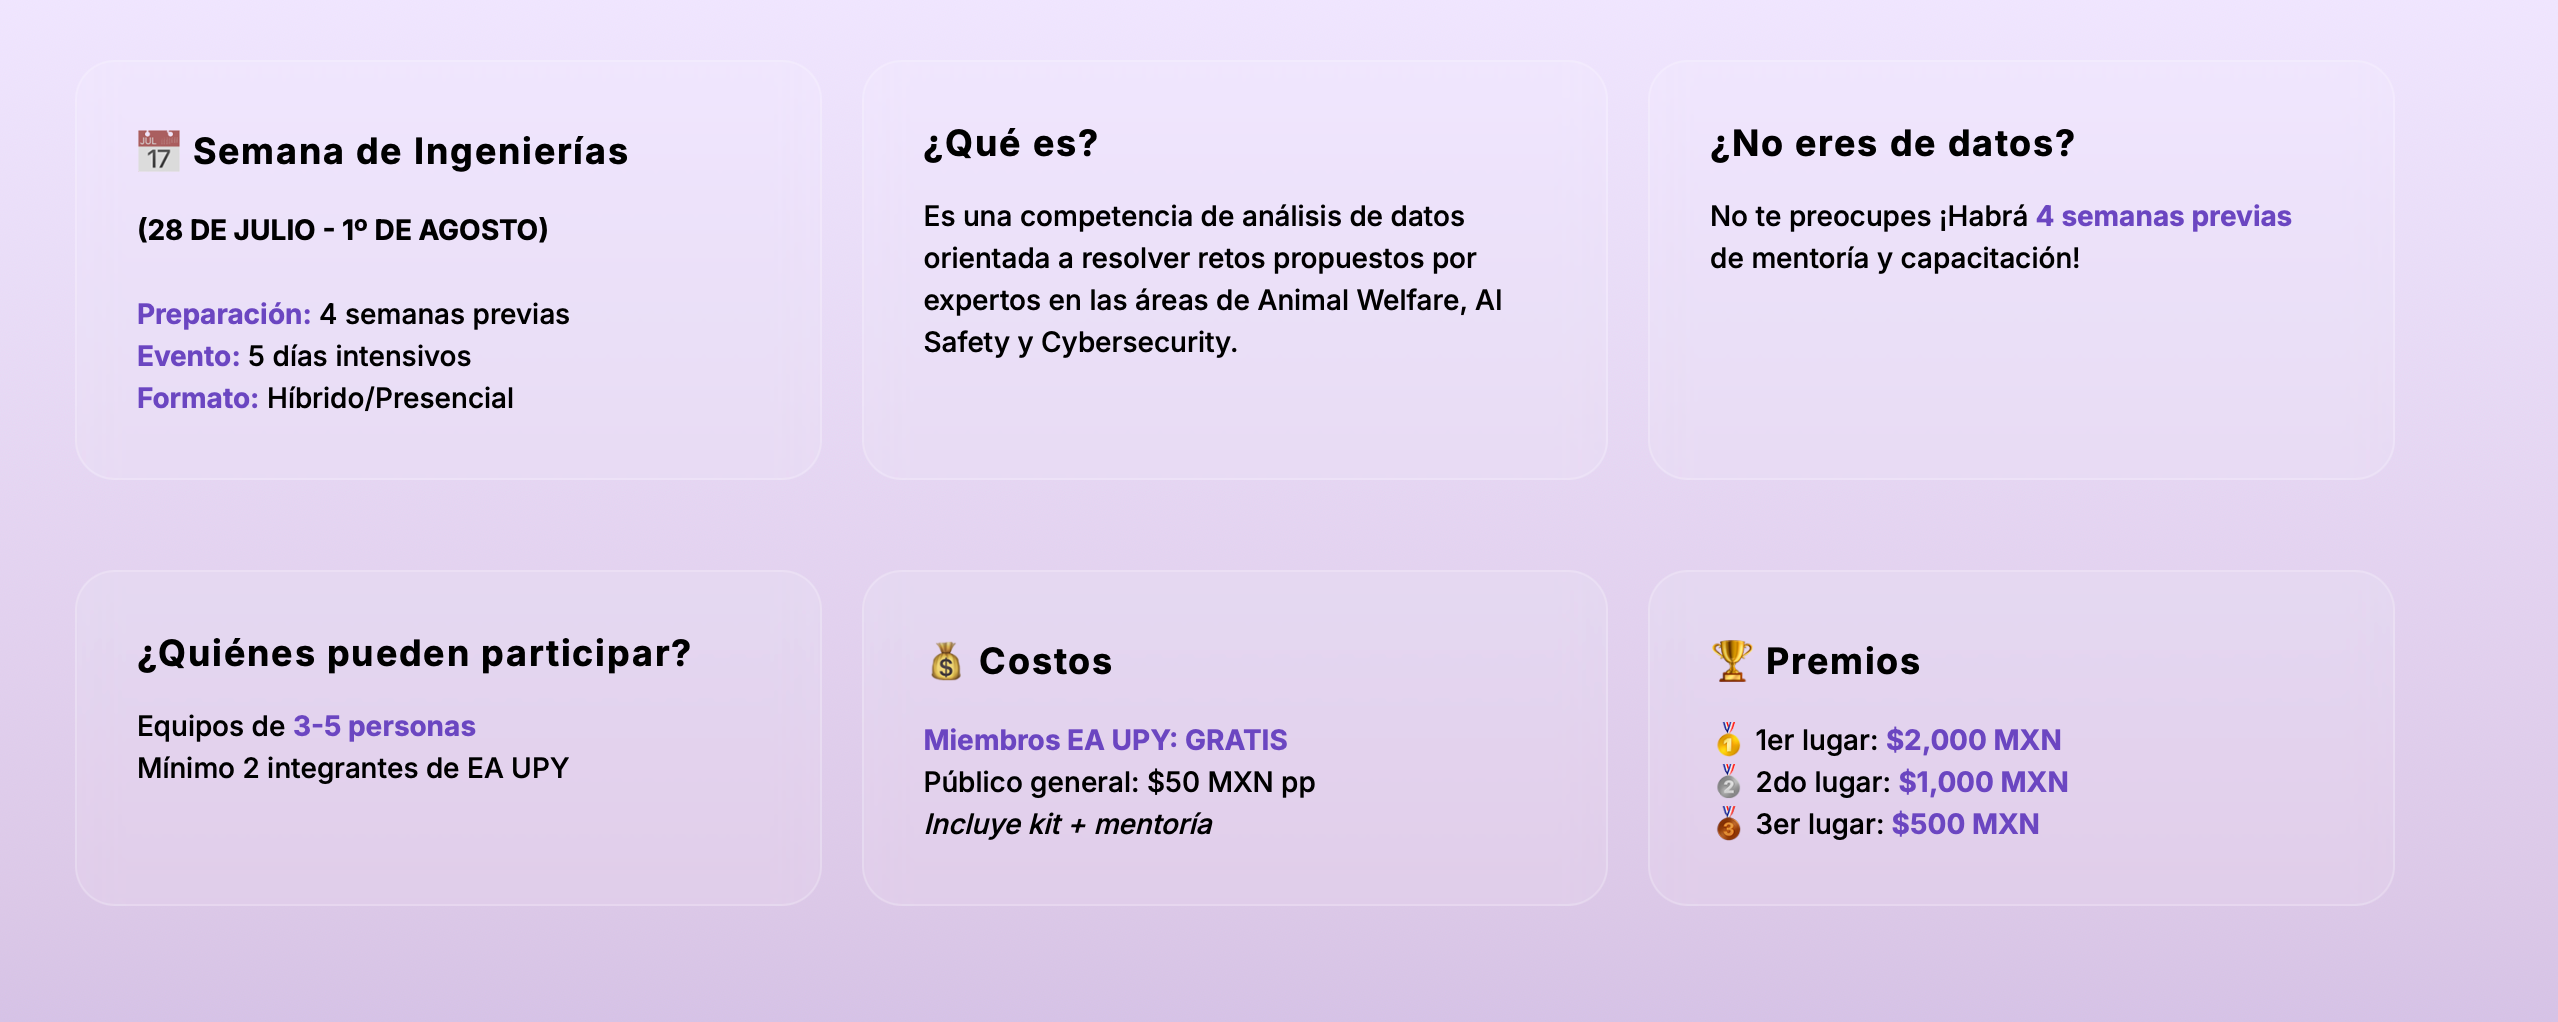 JUL
17
Semana de Ingenierías
(28 DE JULIO - 1º DE AGOSTO)
Preparación: 4 semanas previas
Evento: 5 días intensivos
Formato: Híbrido/Presencial
¿Qué es?
Es una competencia de análisis de datos
orientada a resolver retos propuestos por
expertos en las áreas de Animal Welfare, AI
Safety y Cybersecurity.
¿No eres de datos?
No te preocupes ¡Habrá 4 semanas previas
de mentoría y capacitación!
¿Quiénes pueden participar?
Equipos de 3-5 personas
Mínimo 2 integrantes de EA UPY
$ Costos
Miembros EA UPY: GRATIS
Público general: $50 MXN pp
Incluye kit + mentoría
Premios
1 1er lugar: $2,000 MXN
2 2do lugar: $1,000 MXN
3 3er lugar: $500 MXN